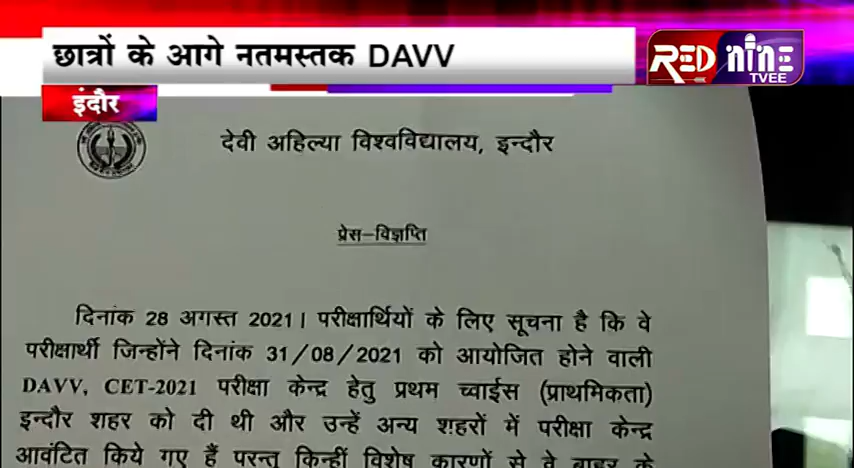 छात्रों के आगे नतमस्तक DAVV
RED NINE
TVEE
इंदौर
देवी अहिल्या विश्वविद्यालय, इन्दौर
प्रेस-विज्ञप्ति
दिनांक 28 अगस्त 2021। परीक्षार्थियों के लिए सूचना है कि वे
परीक्षार्थी जिन्होंने दिनांक 31/08/2021 को आयोजित होने वाली
DAVV, CET-2021 परीक्षा केन्द्र हेतु प्रथम च्वाईस (प्राथमिकता)
इन्दौर शहर को दी थी और उन्हें अन्य शहरों में परीक्षा केन्द्र
आवंटित किये गए हैं परन्तु किन्हीं विशेष कारणों से वे बाहर के